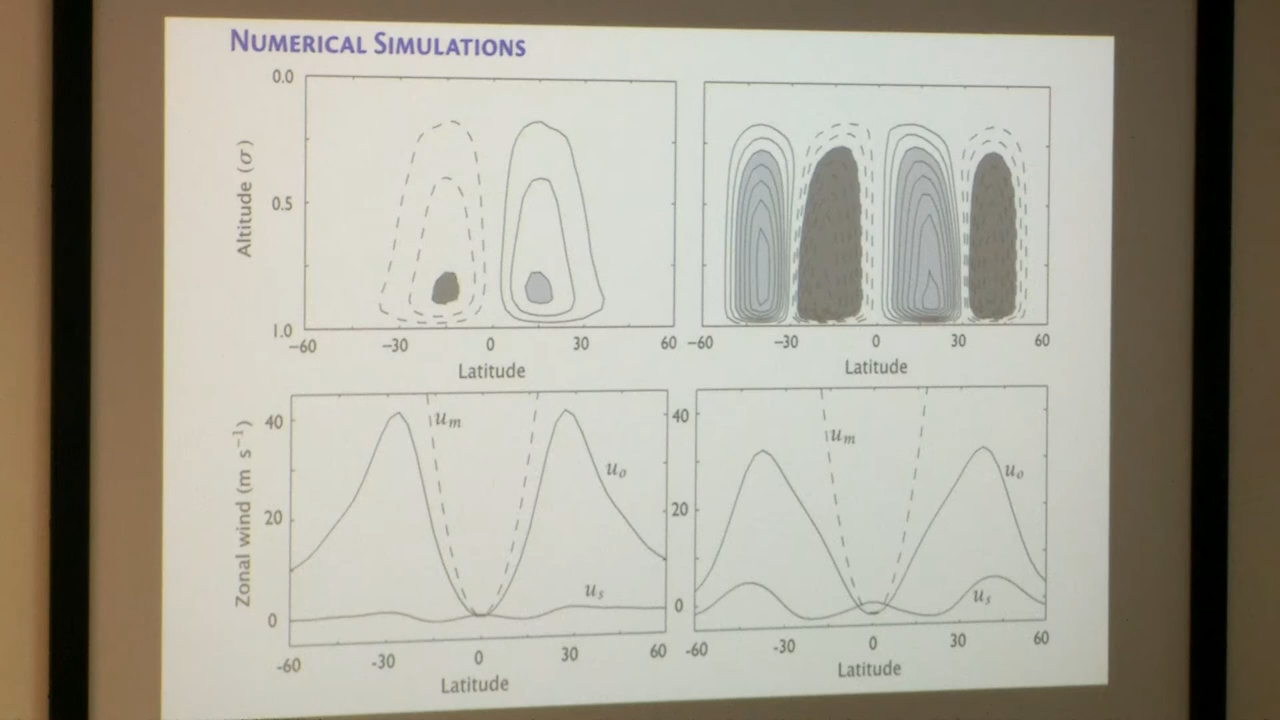 NUMERICAL SIMULATIONS
0.0
0.5
1.0
Altitude (σ)
−60 −30 0 30 60
Latitude
−60 −30 0 30 60
Latitude
40
20
0
Zonal wind (m s⁻¹)
u_m
u_o
u_s
-60 -30 0 30 60
Latitude
40
20
0
u_m
u_o
u_s
-60 -30 0 30 60
Latitude